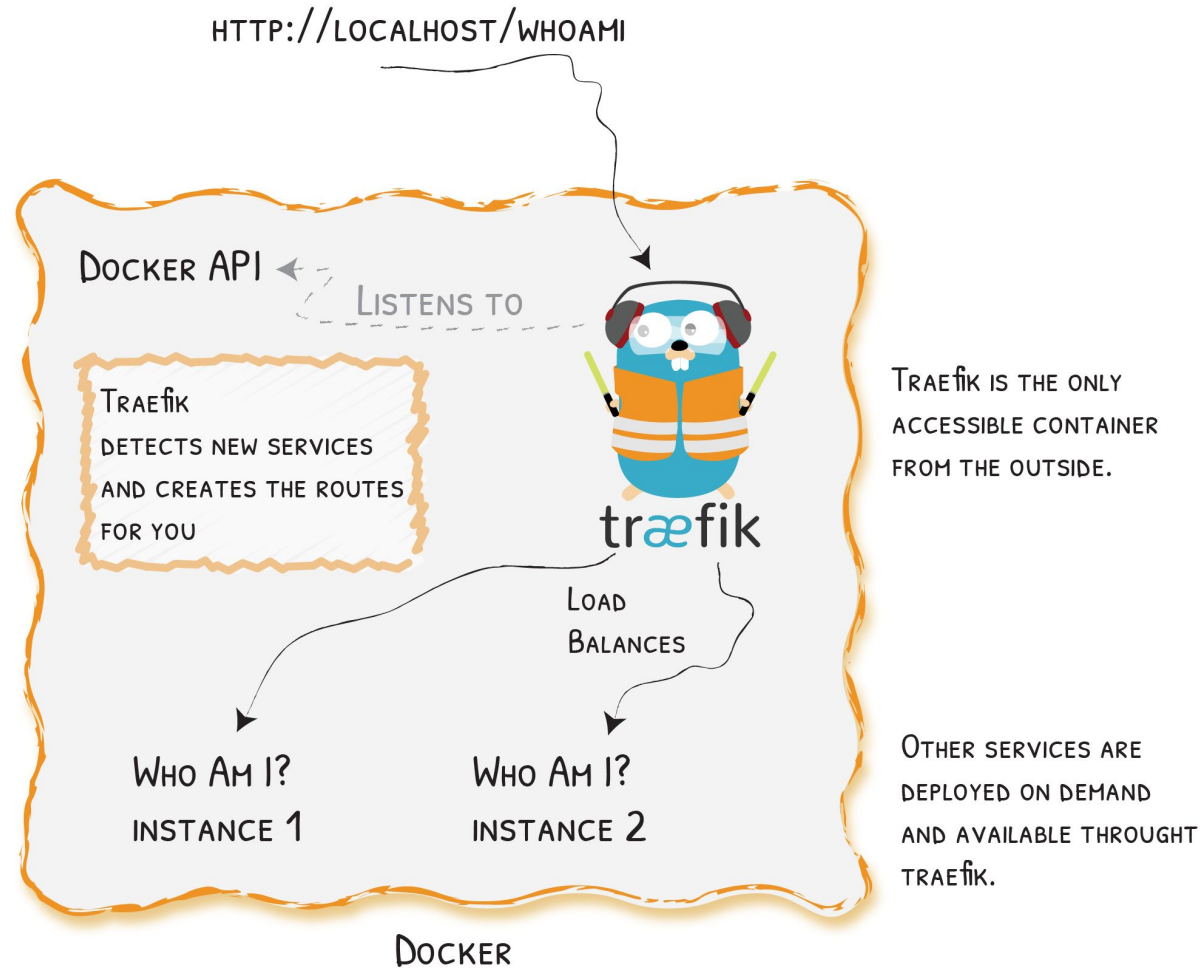 HTTP://LOCALHOST/WHOAMI
DOCKER API
LISTENS TO
TRAEfiK
DETECTS NEW SERVICES
AND CREATES THE ROUTES
FOR YOU
træfik
TRAEfiK IS THE ONLY
ACCESSIBLE CONTAINER
FROM THE OUTSIDE.
LOAD
BALANCES
WHO AM I?
INSTANCE 1
WHO AM I?
INSTANCE 2
OTHER SERVICES ARE
DEPLOYED ON DEMAND
AND AVAILABLE THROUGHT
TRAEfiK.
DOCKER